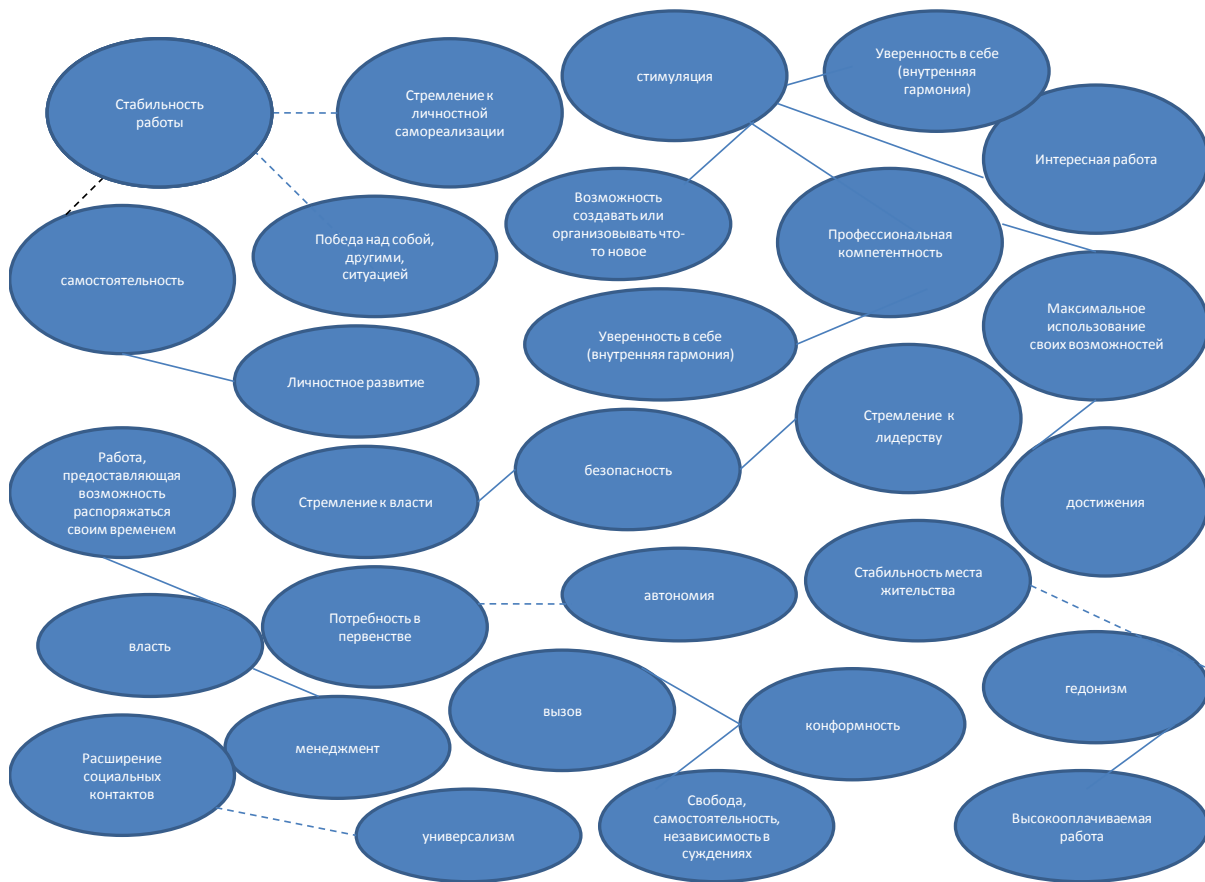 Стабильность
работы
Стремление к
личностной
самореализации
стимуляция
Уверенность в себе
(внутренняя
гармония)
Интересная работа
самостоятельность
Победа над собой,
другими,
ситуацией
Возможность
создавать или
организовывать что-
то новое
Профессиональная
компетентность
Максимальное
использование
своих возможностей
Уверенность в себе
(внутренняя гармония)
Личностное развитие
Стремление к
лидерству
Работа,
предоставляющая
возможность
распоряжаться
своим временем
Стремление к власти
безопасность
достижения
Стабильность места
жительства
автономия
Потребность в
первенстве
власть
гедонизм
вызов
конформность
менеджмент
Расширение
социальных
контактов
универсализм
Свобода,
самостоятельность,
независимость в
суждениях
Высокооплачиваемая
работа